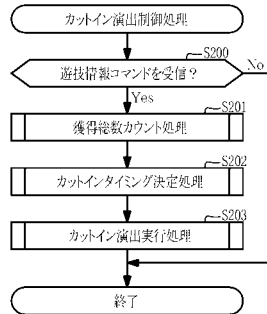 カットイン演出制御処理
S200
遊技情報コマンドを受信？
No
Yes
S201
獲得総数カウント処理
S202
カットインタイミング決定処理
S203
カットイン演出実行処理
終了